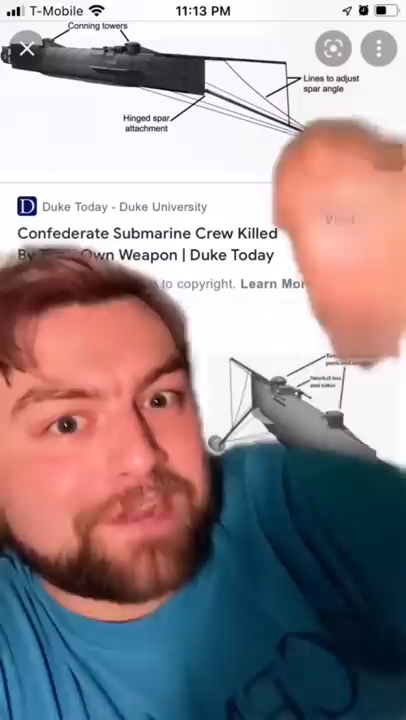 T-Mobile
11:13 PM
Conning towers
Lines to adjust
spar angle
Hinged spar
attachment
D
Duke Today - Duke University
Confederate Submarine Crew Killed
By Own Weapon | Duke Today
to copyright. Learn